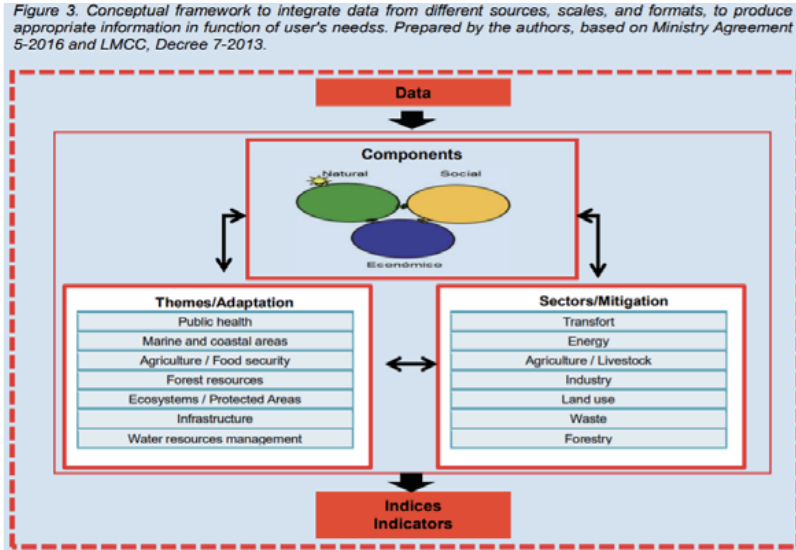 Figure 3. Conceptual framework to integrate data from different sources, scales, and formats, to produce
appropriate information in function of user's needss. Prepared by the authors, based on Ministry Agreement
5-2016 and LMCC, Decree 7-2013.
Data
Components
Natural
Social
Económico
Themes/Adaptation
Public health
Marine and coastal areas
Agriculture / Food security
Forest resources
Ecosystems / Protected Areas
Infrastructure
Water resources management
Sectors/Mitigation
Transfort
Energy
Agriculture / Livestock
Industry
Land use
Waste
Forestry
Indices
Indicators